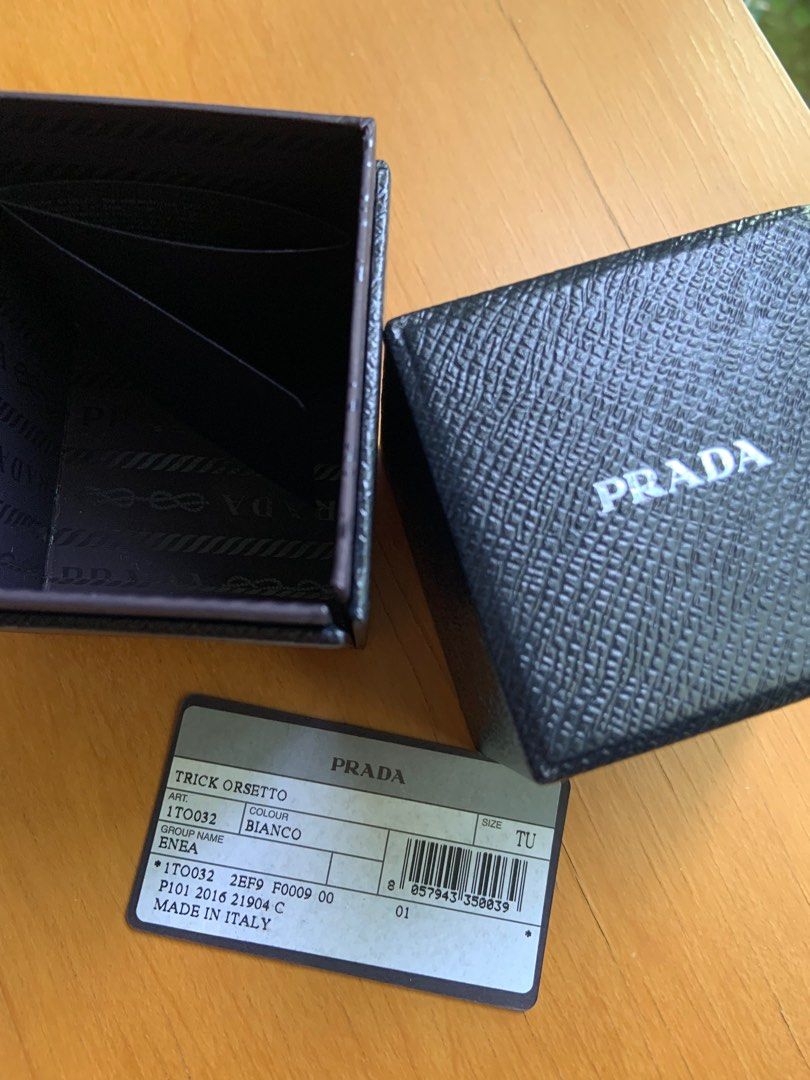 PRADA
PRADA
PRADA
TRICK ORSETTO
ART.
1TO032
COLOUR
BIANCO
SIZE
TU
GROUP NAME
ENEA
*1TO032 2EF9 F0009 00
P101 2016 21904 C
MADE IN ITALY
8 057943 350039
01
*